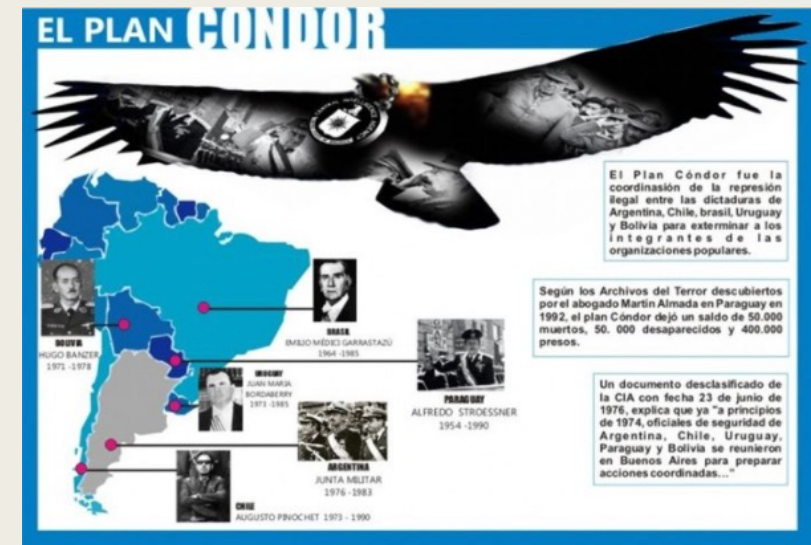 EL PLAN CÓNDOR
El Plan Cóndor fue la
coordinasión de la represión
ilegal entre las dictaduras de
Argentina, Chile, brasil, Uruguay
y Bolivia para exterminar a los
integrantes de las
organizaciones populares.
Según los Archivos del Terror descubiertos
por el abogado Martín Almada en Paraguay en
1992, el plan Cóndor dejó un saldo de 50.000
muertos, 50. 000 desaparecidos y 400.000
presos.
Un documento desclasificado de
la CIA con fecha 23 de junio de
1976, explica que ya "a principios
de 1974, oficiales de seguridad de
Argentina, Chile, Uruguay,
Paraguay y Bolivia se reunieron
en Buenos Aires para preparar
acciones coordinadas..."
BOLIVIA
HUGO BANZER
1971 -1978
BRASIL
EMILIO MÉDICI GARRASTAZÚ
1964 -1985
URUGUAY
JUAN MARIA
BORDABERRY
1973 -1985
PARAGUAY
ALFREDO STROESSNER
1954 -1990
ARGENTINA
JUNTA MILITAR
1976 -1983
CHILE
AUGUSTO PINOCHET 1973 - 1990